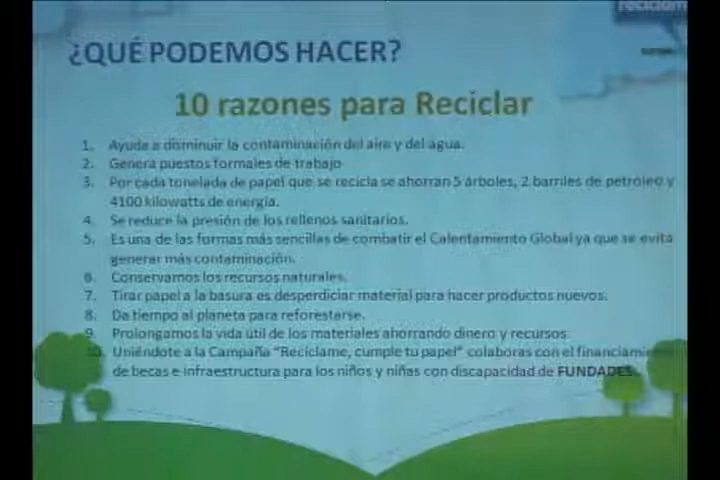 reciclam
¿QUÉ PODEMOS HACER?
10 razones para Reciclar
1. Ayuda a disminuir la contaminación del aire y del agua.
2. Genera puestos formales de trabajo
3. Por cada tonelada de papel que se recicla se ahorran 5 árboles, 2 barriles de petróleo y
4100 kilowatts de energía.
4. Se reduce la presión de los rellenos sanitarios.
5. Es una de las formas más sencillas de combatir el Calentamiento Global ya que se evita
generar más contaminación.
6. Conservamos los recursos naturales.
7. Tirar papel a la basura es desperdiciar material para hacer productos nuevos.
8. Da tiempo al planeta para reforestarse.
9. Prolongamos la vida útil de los materiales ahorrando dinero y recursos
10. Uniéndote a la Campaña "Recíclame, cumple tu papel" colaboras con el financiamien
de becas e infraestructura para los niños y niñas con discapacidad de FUNDADES.